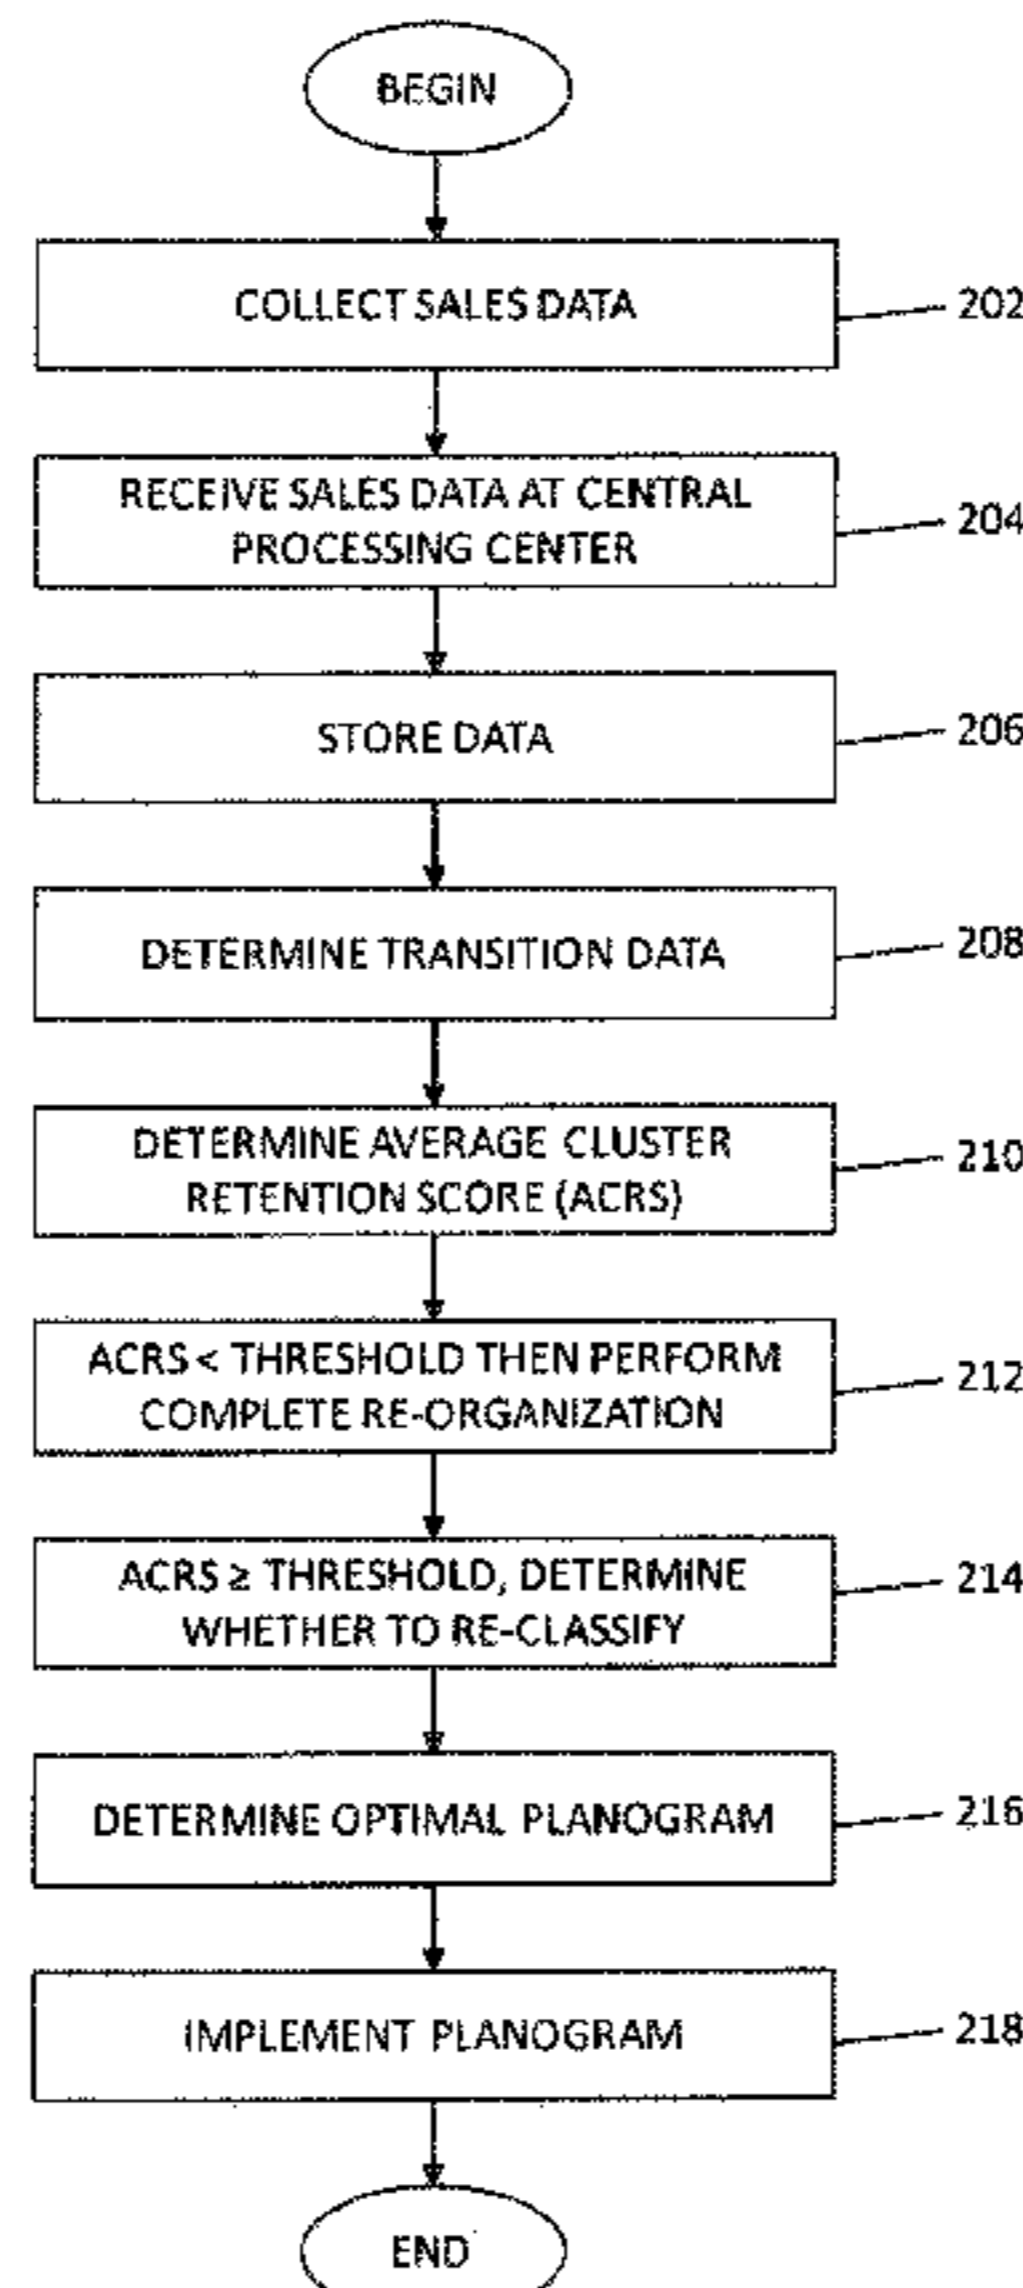 BEGIN
COLLECT SALES DATA
202
RECEIVE SALES DATA AT CENTRAL
PROCESSING CENTER
204
STORE DATA
206
DETERMINE TRANSITION DATA
208
DETERMINE AVERAGE CLUSTER
RETENTION SCORE (ACRS)
210
ACRS < THRESHOLD THEN PERFORM
COMPLETE RE-ORGANIZATION
212
ACRS ≥ THRESHOLD, DETERMINE
WHETHER TO RE-CLASSIFY
214
DETERMINE OPTIMAL PLANOGRAM
216
IMPLEMENT PLANOGRAM
218
END